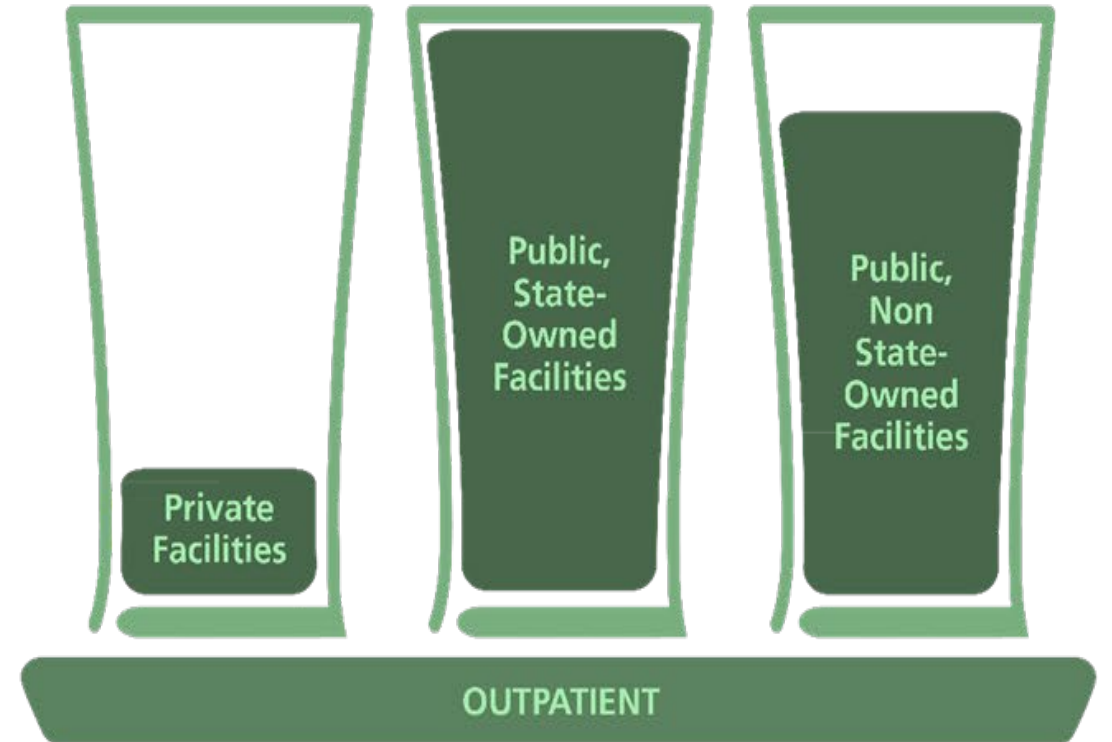 Private
Facilities
Public,
State-
Owned
Facilities
Public,
Non
State-
Owned
Facilities
OUTPATIENT